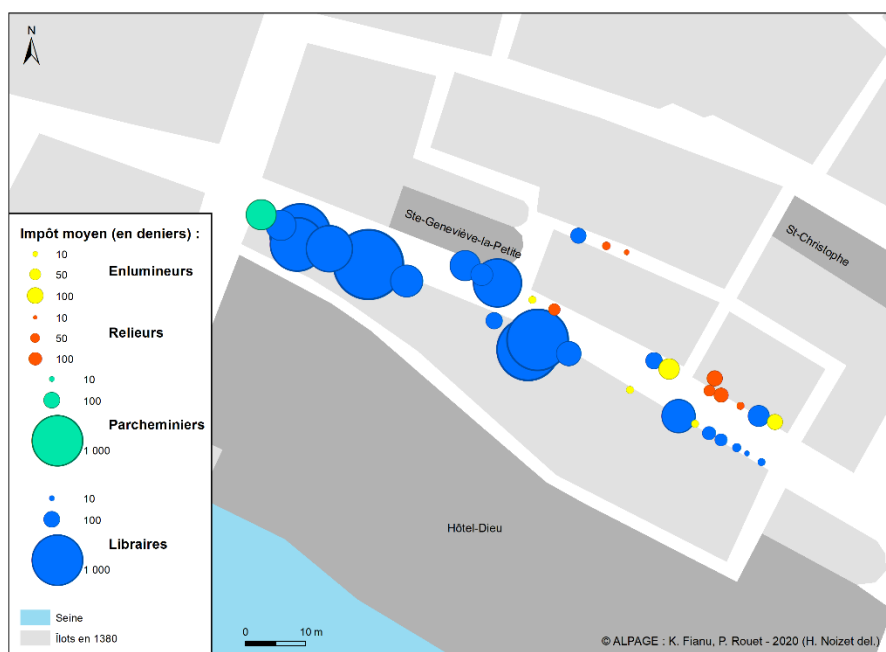 N
Ste-Geneviève-la-Petite
St-Christophe
Impôt moyen (en deniers) :
10
Enlumineurs
50
100
Relieurs
10
50
100
10
100
Parcheminiers
1 000
10
100
Libraires
1 000
Hôtel-Dieu
Seine
Îlots en 1380
0 10 m
© ALPAGE : K. Fianu, P. Rouet - 2020 (H. Noizet del.)